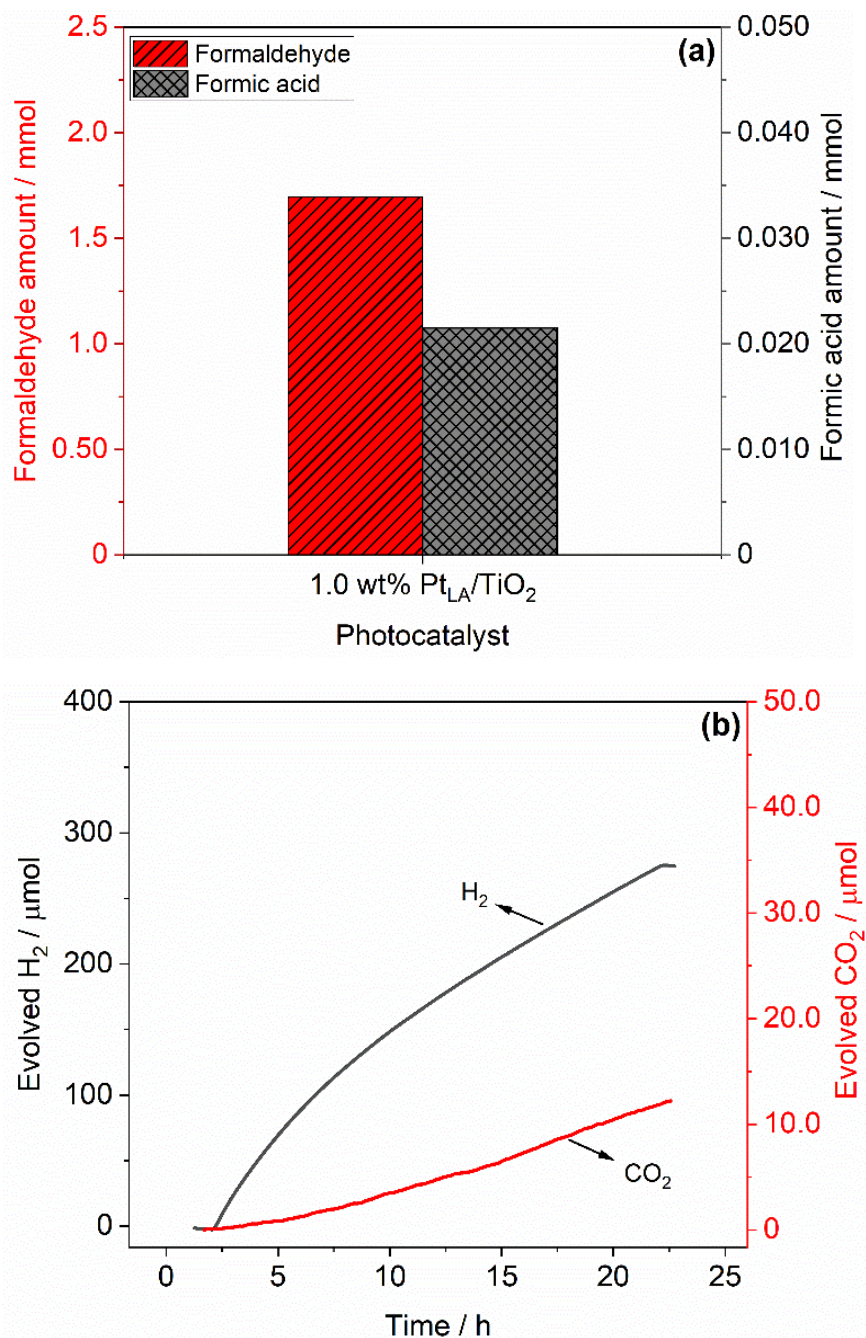 (a)
Formaldehyde
Formic acid
Formaldehyde amount / mmol
2.5
2.0
1.5
1.0
0.50
0
Formic acid amount / mmol
0.050
0.040
0.030
0.020
0.010
0
1.0 wt% Pt_LA/TiO₂
Photocatalyst
(b)
Evolved H₂ / μmol
400
300
200
100
0
Evolved CO₂ / μmol
50.0
40.0
30.0
20.0
10.0
0
H₂
CO₂
0 5 10 15 20 25
Time / h